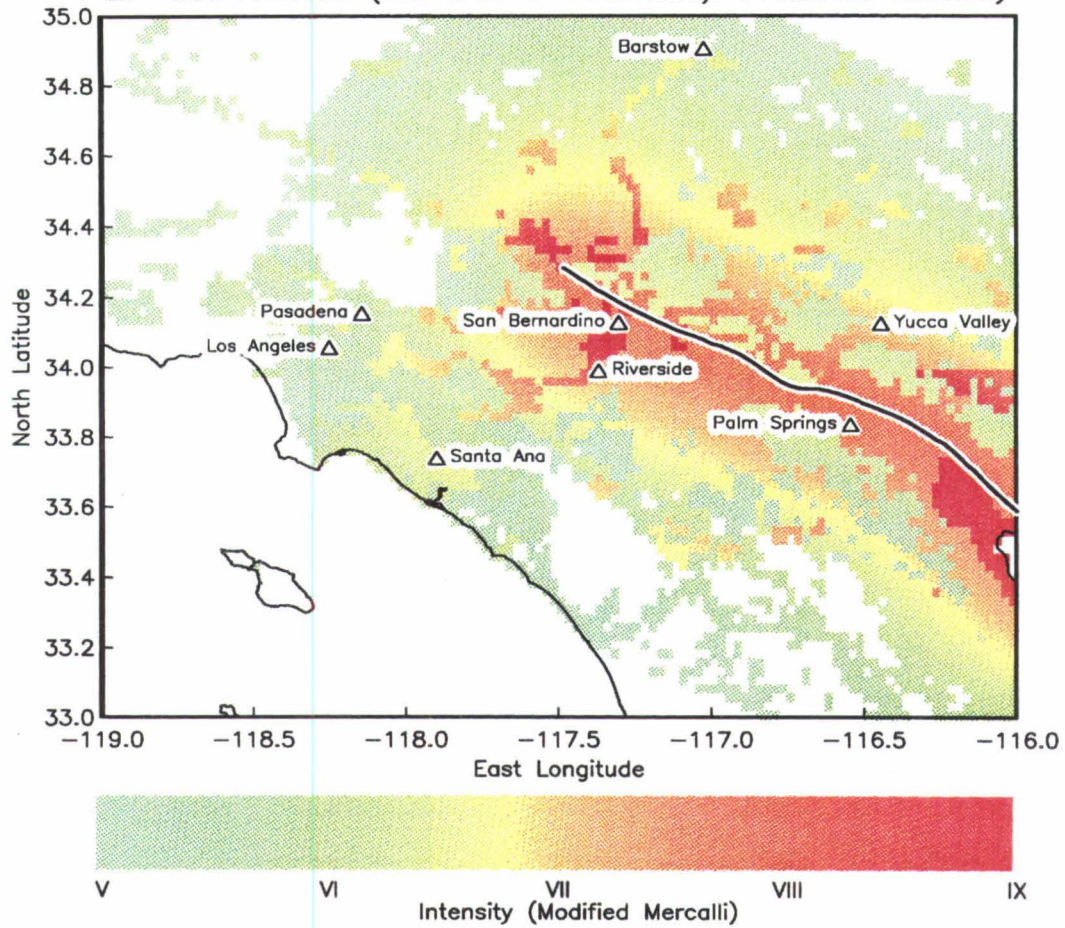 35.0
34.8
34.6
34.4
34.2
34.0
33.8
33.6
33.4
33.2
33.0
North Latitude
Barstow
Pasadena
San Bernardino
Yucca Valley
Los Angeles
Riverside
Palm Springs
Santa Ana
-119.0 -118.5 -118.0 -117.5 -117.0 -116.5 -116.0
East Longitude
V VI VII VIII IX
Intensity (Modified Mercalli)